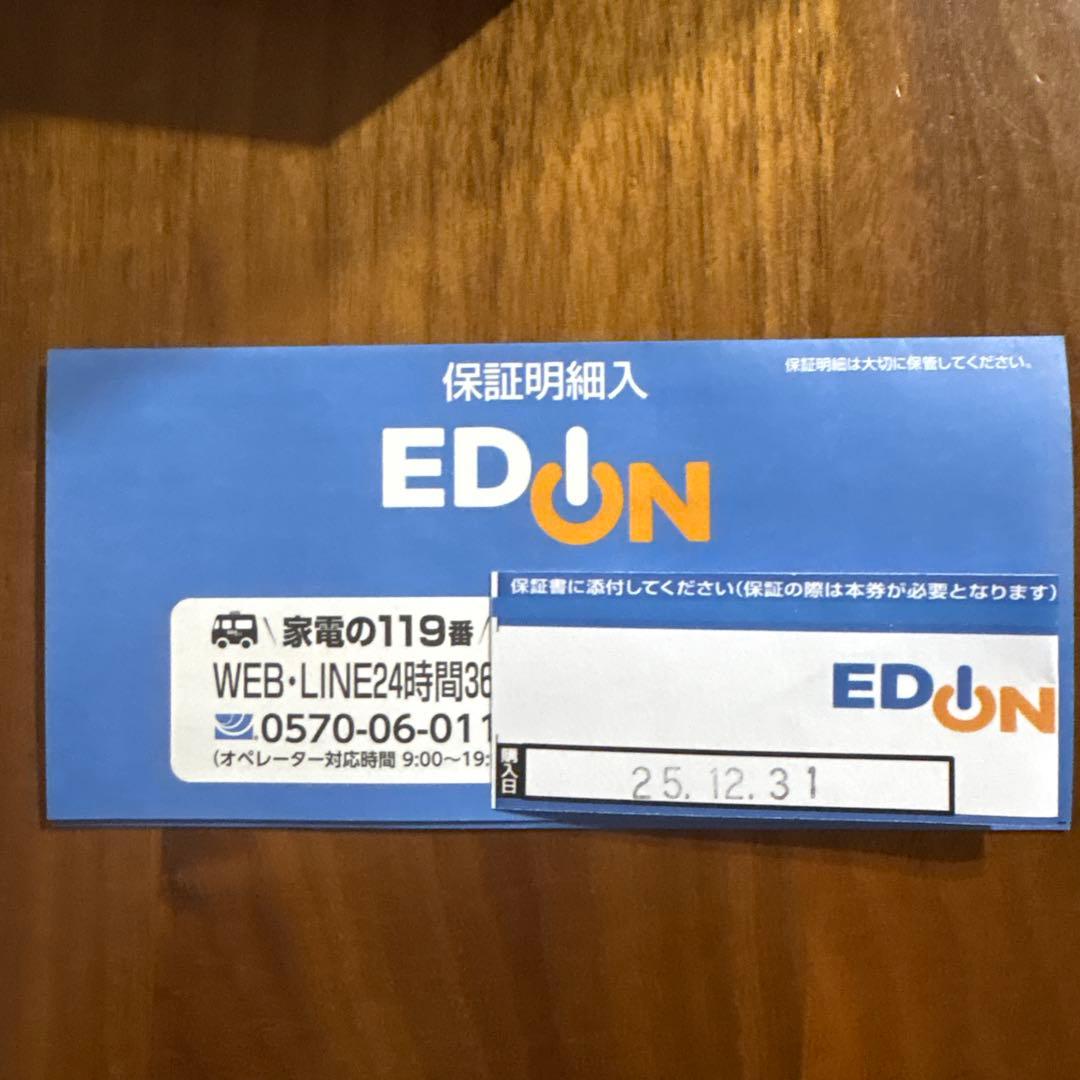 保証明細入
保証明細は大切に保管してください。
EDION
家電の119番
WEB・LINE24時間36
0570-06-011
(オペレーター対応時間 9:00〜19:
保証書に添付してください(保証の際は本券が必要となります)
EDION
購入日
25.12.31